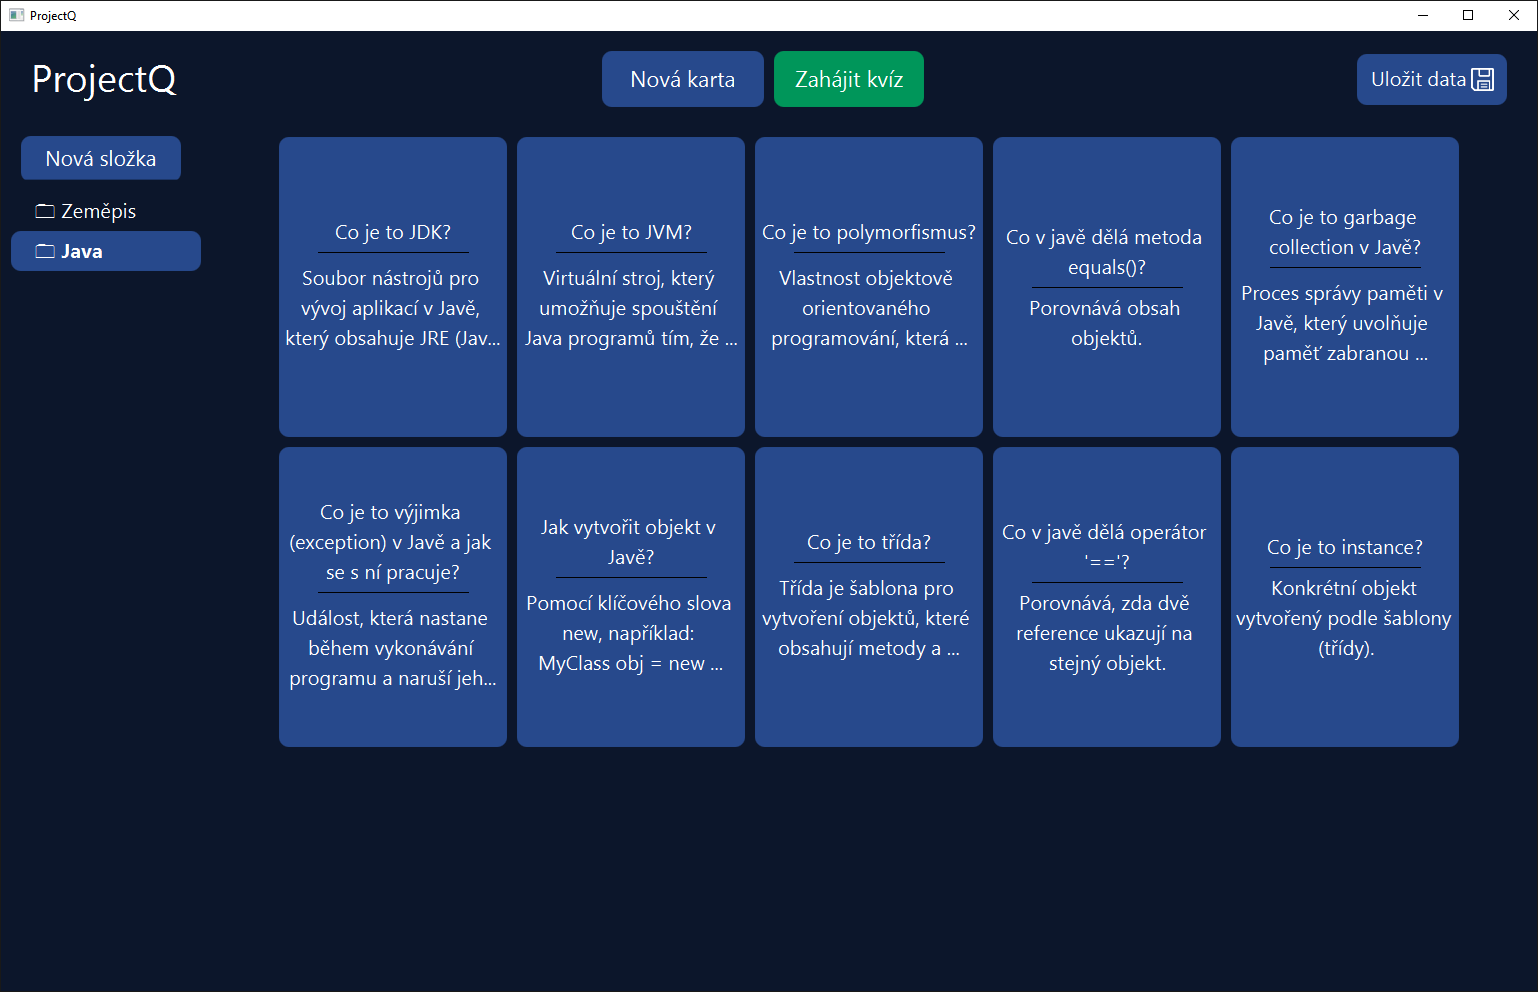 ProjectQ
ProjectQ
Nová karta
Zahájit kvíz
Uložit data
Nová složka
Zeměpis
Java
Co je to JDK?
Soubor nástrojů pro
vývoj aplikací v Javě,
který obsahuje JRE (Jav...
Co je to JVM?
Virtuální stroj, který
umožňuje spouštění
Java programů tím, že ...
Co je to polymorfismus?
Vlastnost objektově
orientovaného
programování, která ...
Co v javě dělá metoda
equals()?
Porovnává obsah
objektů.
Co je to garbage
collection v Javě?
Proces správy paměti v
Javě, který uvolňuje
paměť zabranou ...
Co je to výjimka
(exception) v Javě a jak
se s ní pracuje?
Událost, která nastane
během vykonávání
programu a naruší jeh...
Jak vytvořit objekt v
Javě?
Pomocí klíčového slova
new, například:
MyClass obj = new ...
Co je to třída?
Třída je šablona pro
vytvoření objektů, které
obsahují metody a ...
Co v javě dělá operátor
'=='?
Porovnává, zda dvě
reference ukazují na
stejný objekt.
Co je to instance?
Konkrétní objekt
vytvořený podle šablony
(třídy).